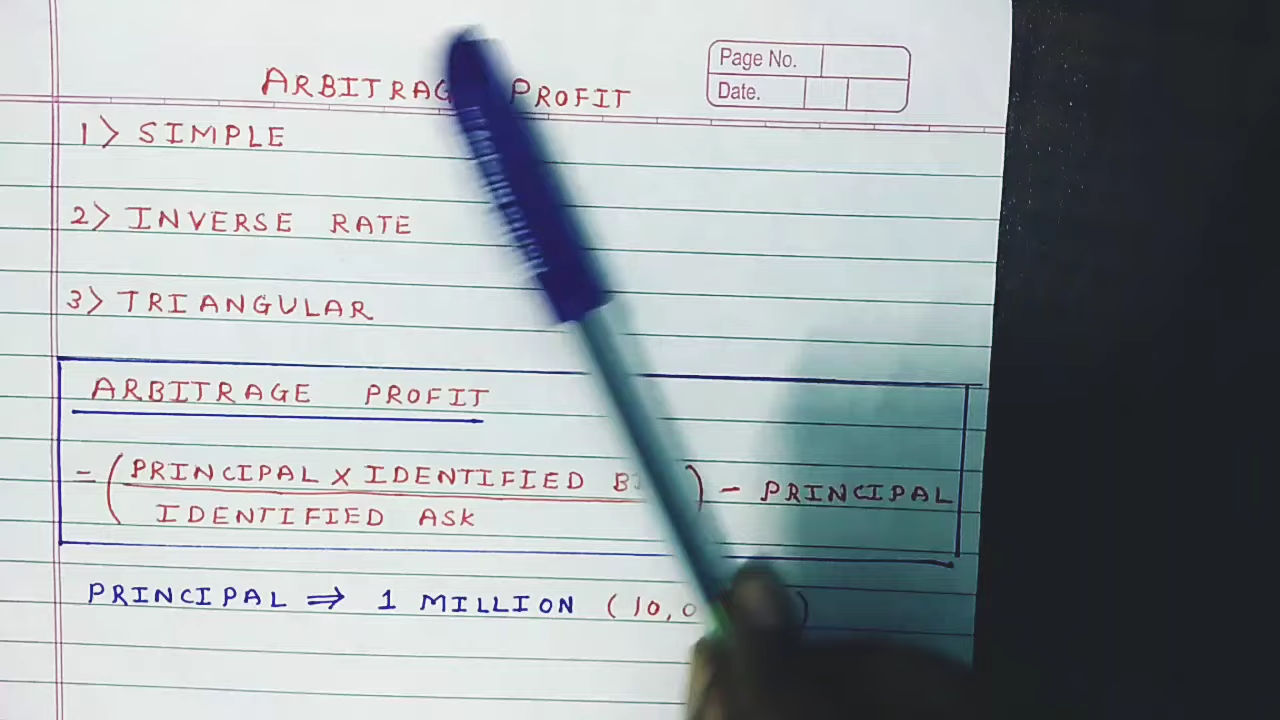 Page No.
ARBITRAG PROFIT
Date.
1> SIMPLE
2> INVERSE RATE
3> TRIANGULAR
ARBITRAGE PROFIT
= (PRINCIPAL X IDENTIFIED B ) - PRINCIPAL
IDENTIFIED ASK
PRINCIPAL ⇒ 1 MILLION (10,0 )